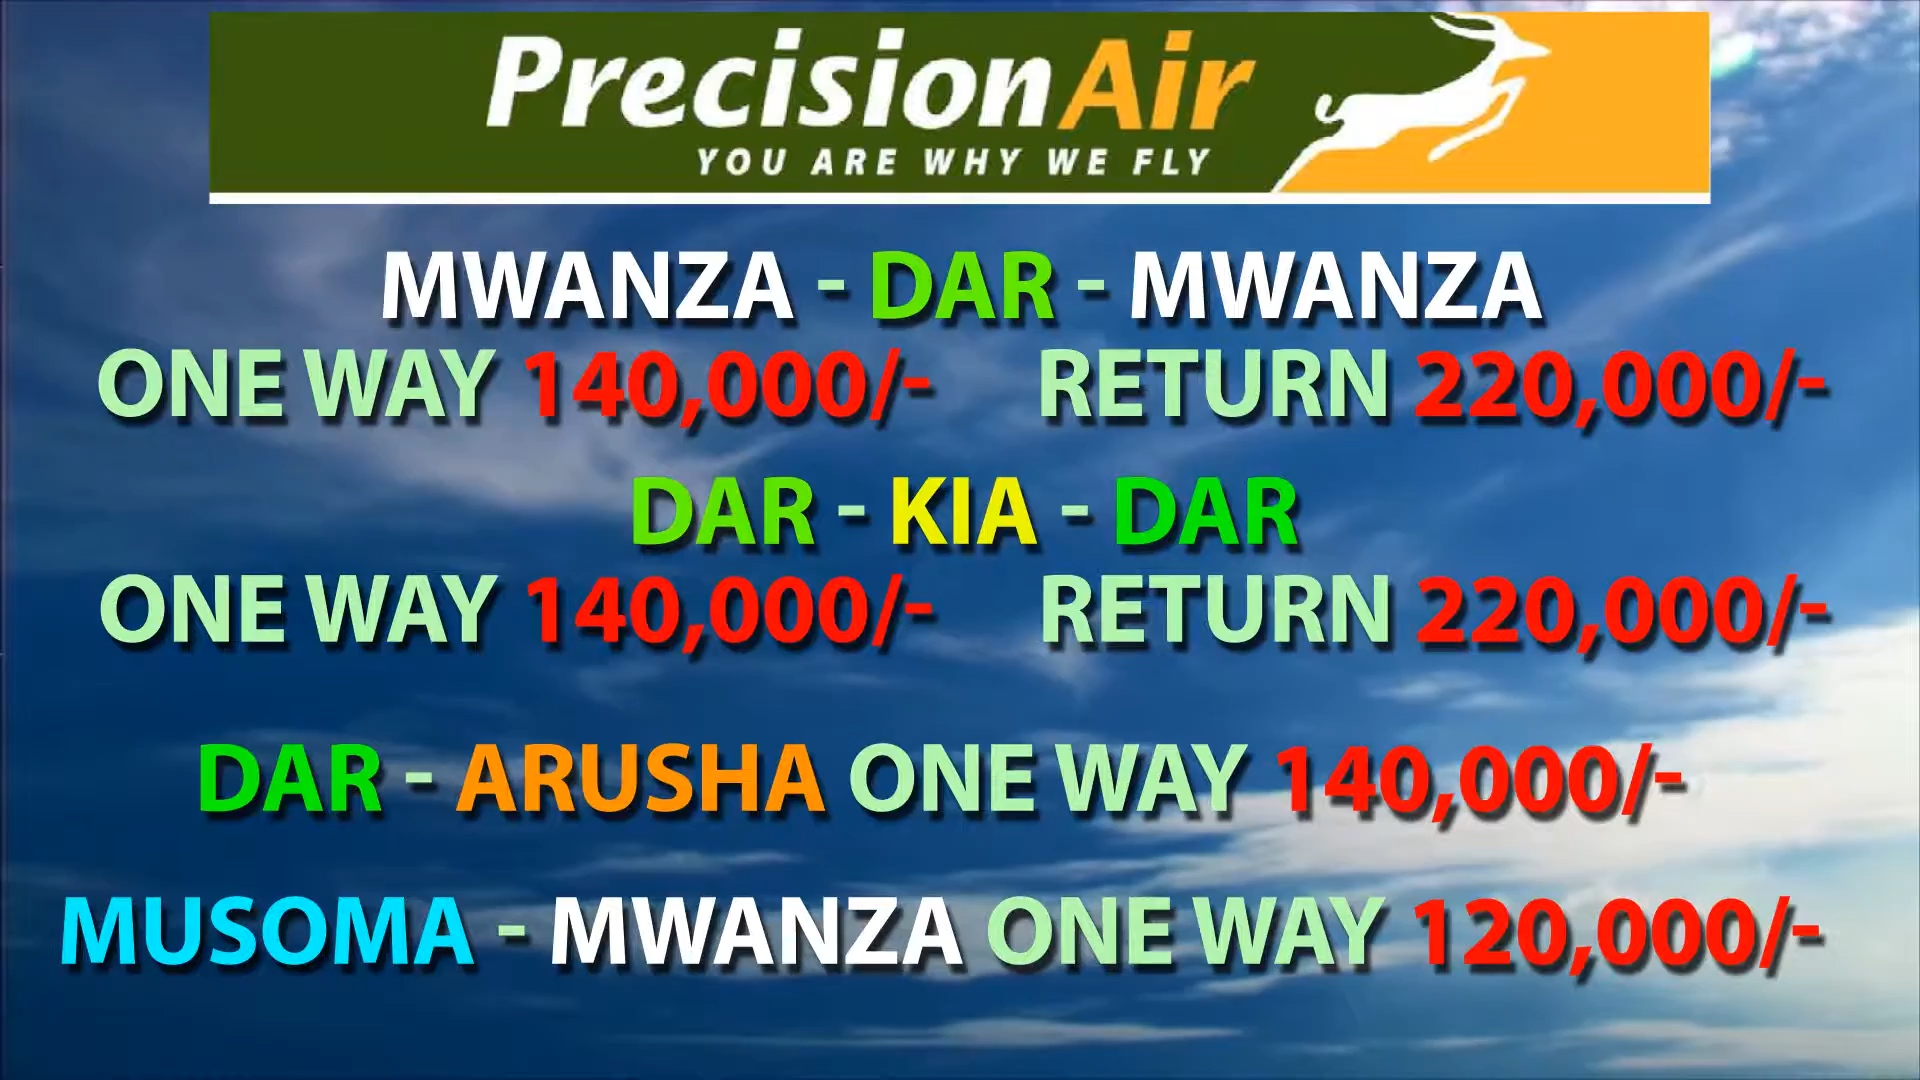 PrecisionAir
YOU ARE WHY WE FLY
MWANZA - DAR - MWANZA
ONE WAY 140,000/- RETURN 220,000/-
DAR - KIA - DAR
ONE WAY 140,000/- RETURN 220,000/-
DAR - ARUSHA ONE WAY 140,000/-
MUSOMA - MWANZA ONE WAY 120,000/-